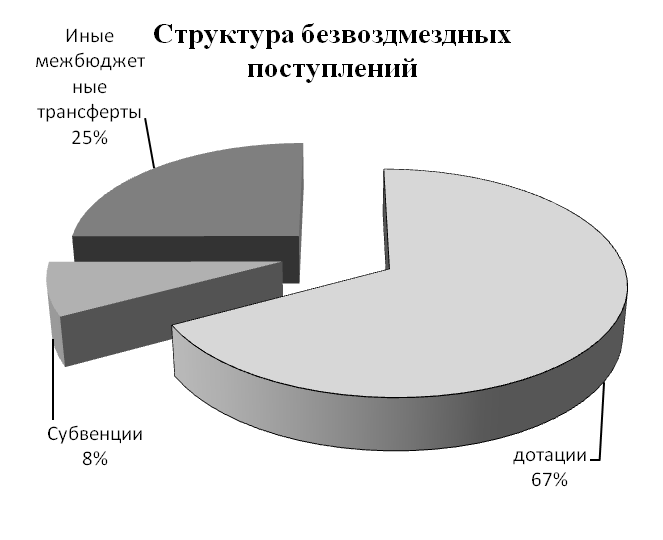 Структура безвоздмездных
поступлений
Иные
межбюджет
ные
трансферты
25%
Субвенции
8%
дотации
67%